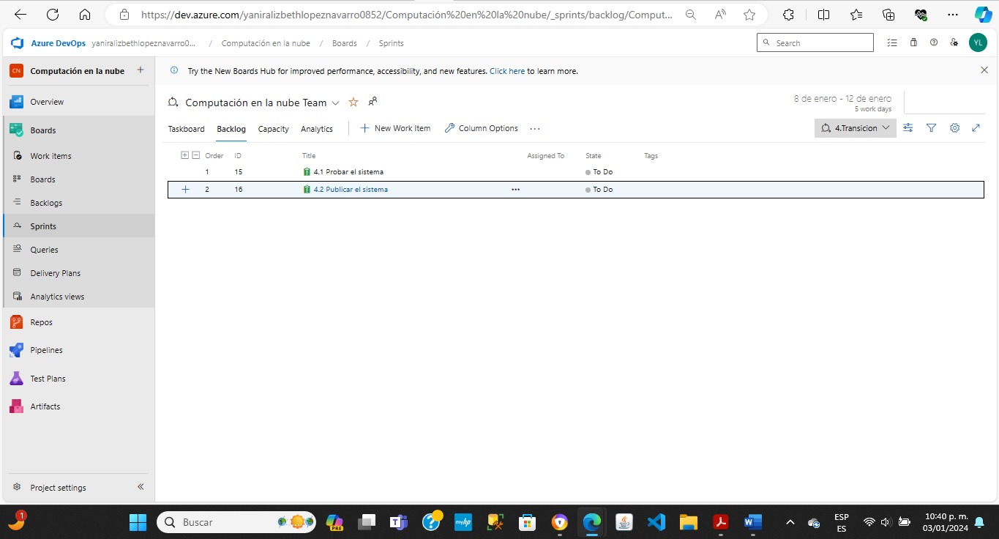 https://dev.azure.com/yaniralizbethlopeznavarro0852/Computación%20en%20la%20nube/_sprints/backlog/Comput...
Azure DevOps yaniralizbethlopeznavarro0... / Computación en la nube / Boards / Sprints
Search
YL
CN Computación en la nube
Try the New Boards Hub for improved performance, accessibility, and new features. Click here to learn more.
Overview
Boards
Work items
Boards
Backlogs
Sprints
Queries
Delivery Plans
Analytics views
Repos
Pipelines
Test Plans
Artifacts
Project settings
Computación en la nube Team
8 de enero - 12 de enero
5 work days
Taskboard Backlog Capacity Analytics New Work Item Column Options
4.Transicion
Order ID Title Assigned To State Tags
1 15 4.1 Probar el sistema To Do
2 16 4.2 Publicar el sistema To Do
1
Buscar
PRE
myhp
ESP
ES
10:40 p. m.
03/01/2024